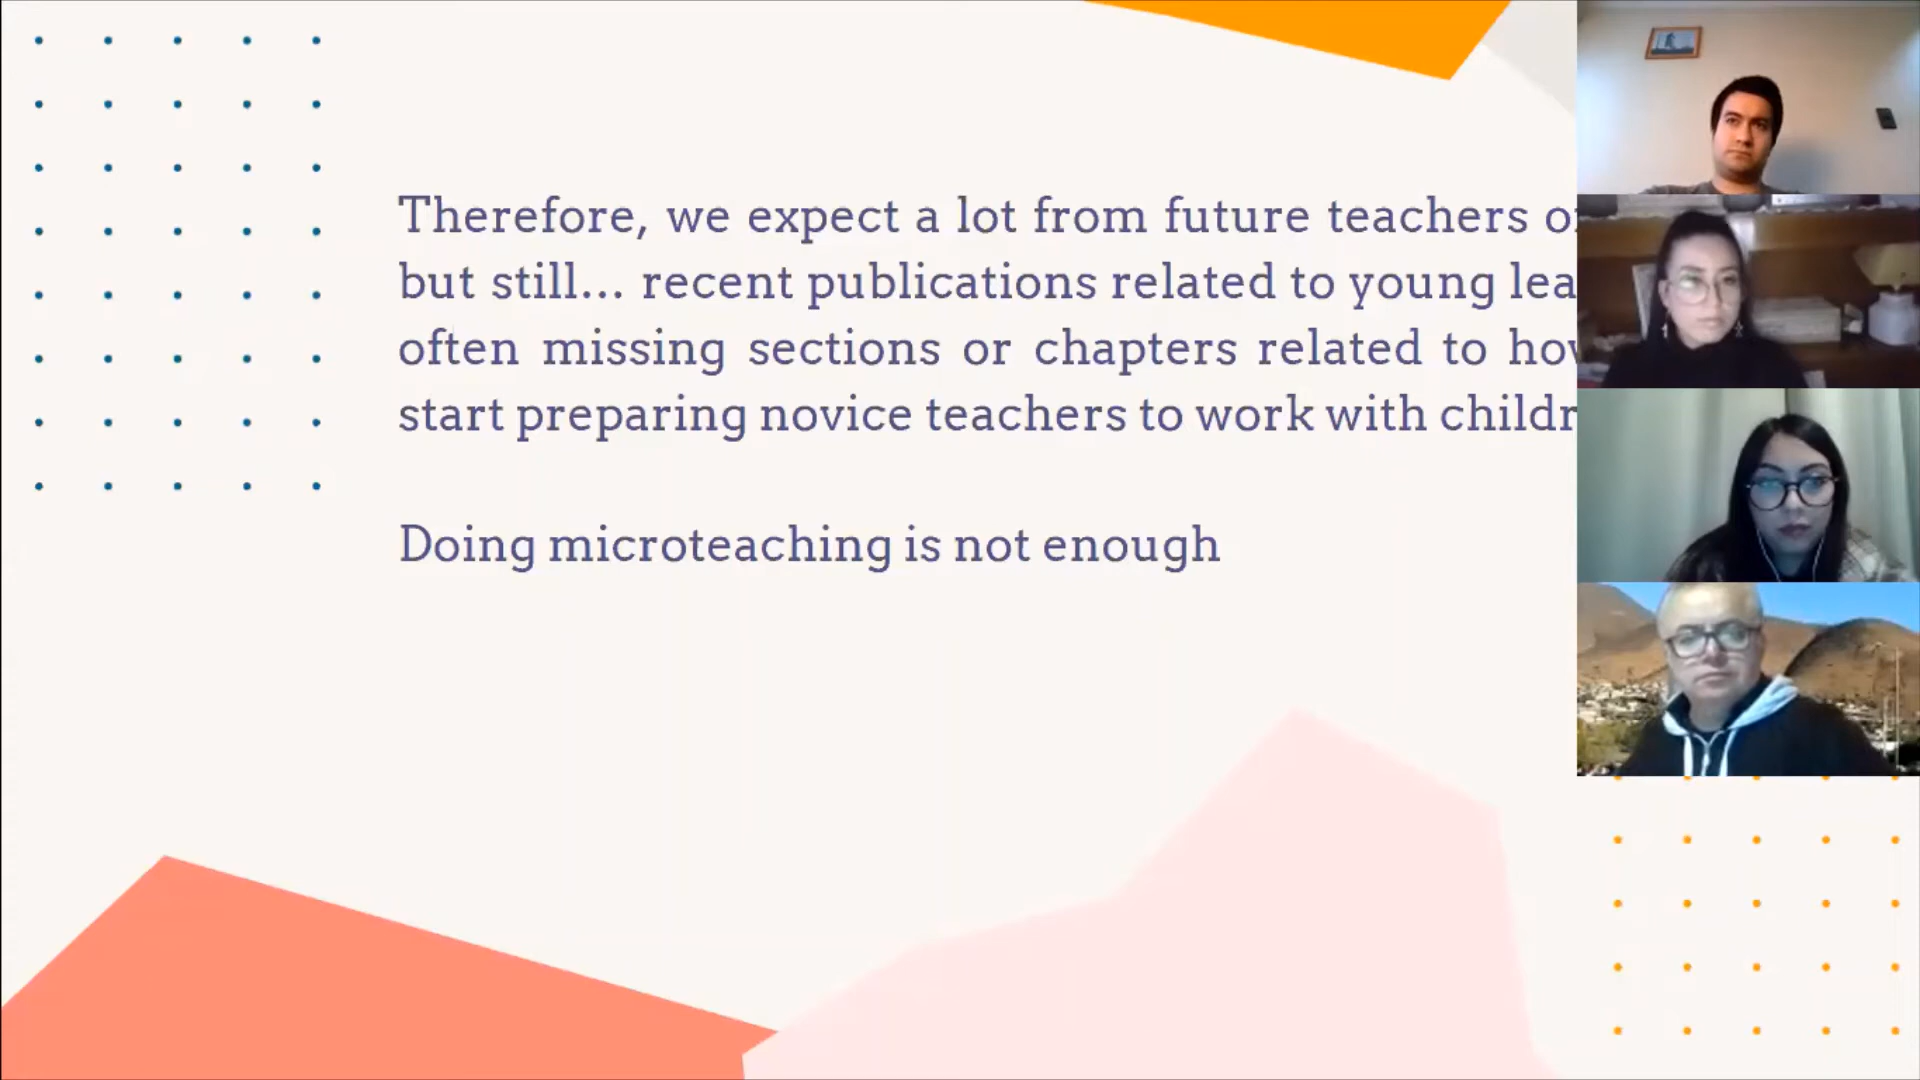 Therefore, we expect a lot from future teachers
but still... recent publications related to young
often missing sections or chapters related to
start preparing novice teachers to work with
Doing microteaching is not enough